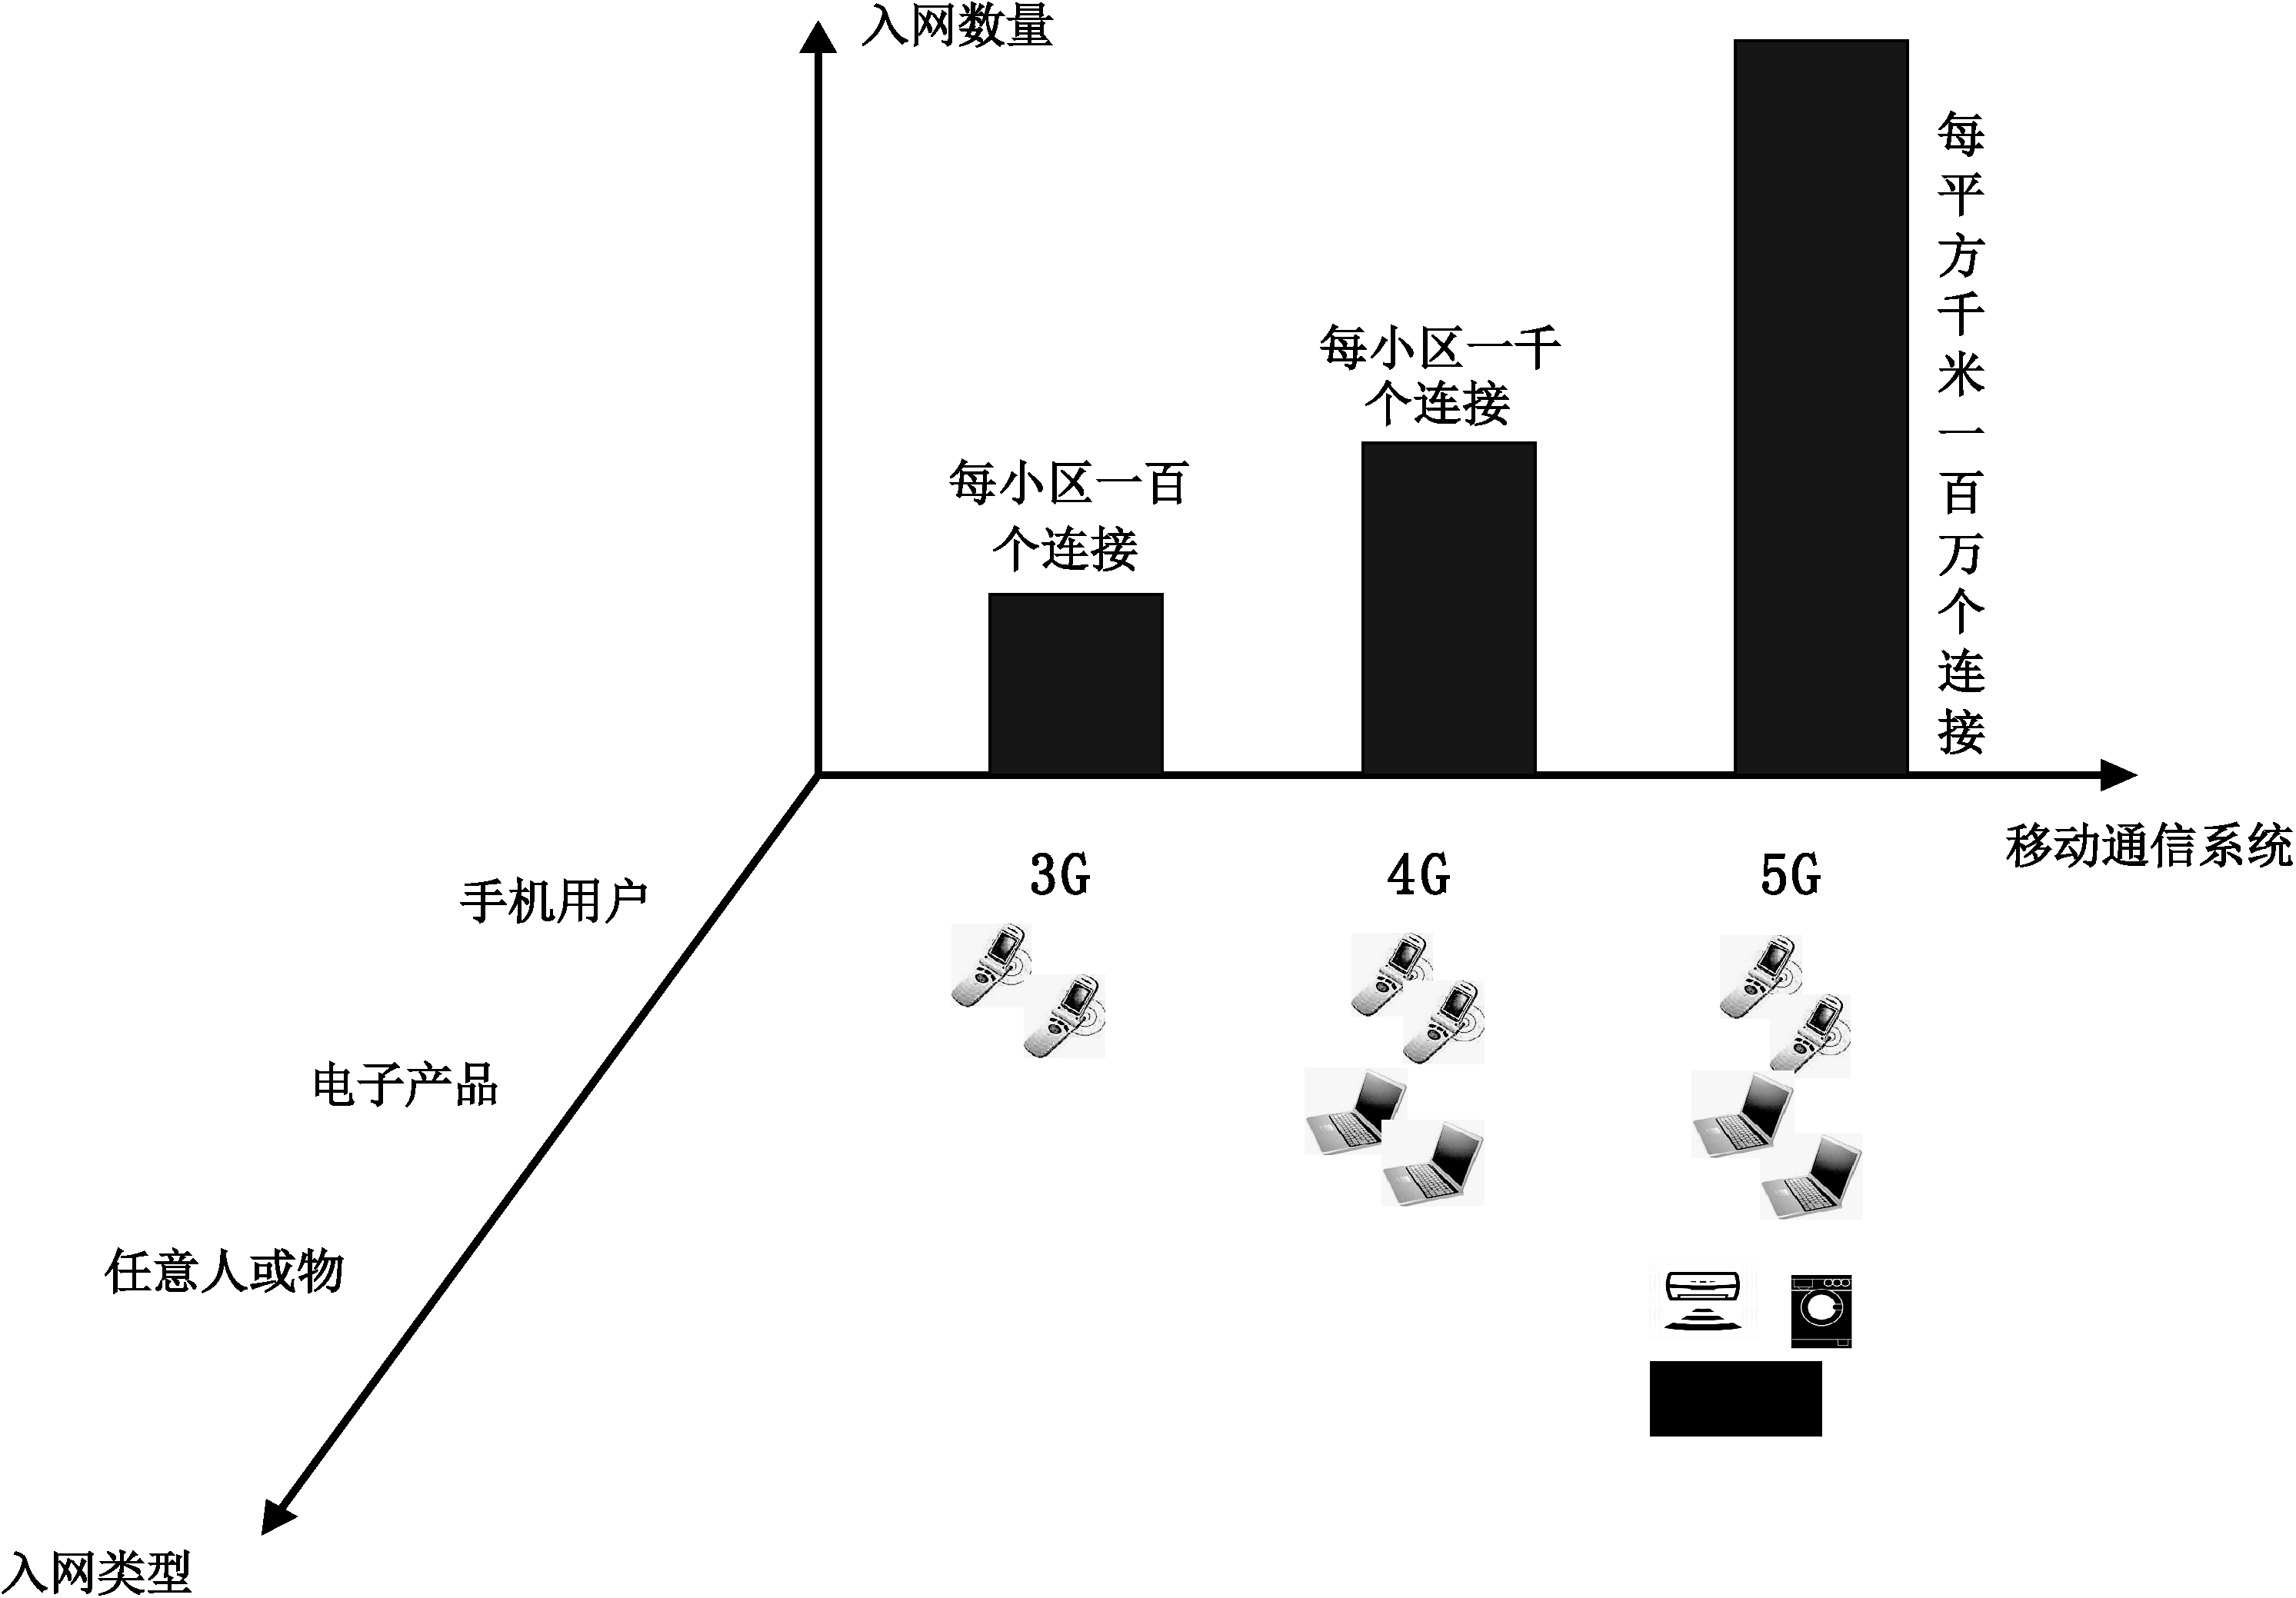 入网数量
每小区一百
个连接
每小区一千
个连接
每平方千米一百万个连接
移动通信系统
3G
4G
5G
手机用户
电子产品
任意人或物
入网类型